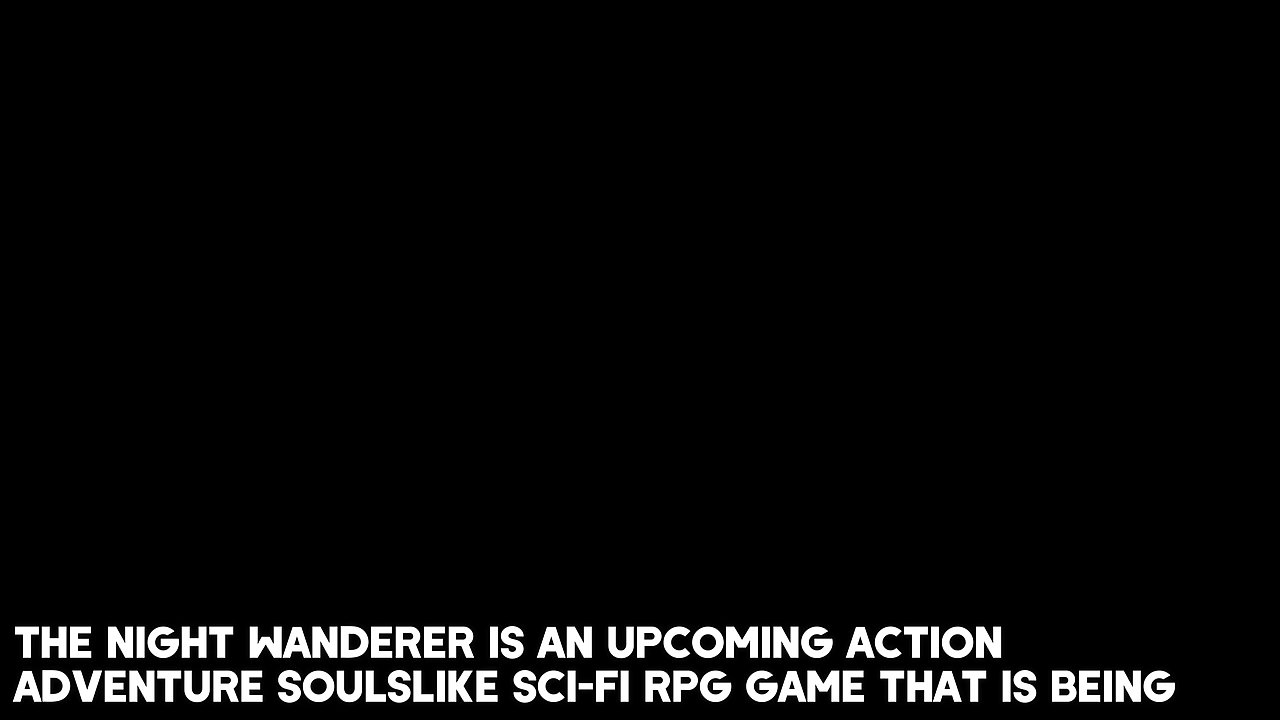 THE NIGHT WANDERER IS AN UPCOMING ACTION
ADVENTURE SOULSLIKE SCI-FI RPG GAME THAT IS BEING